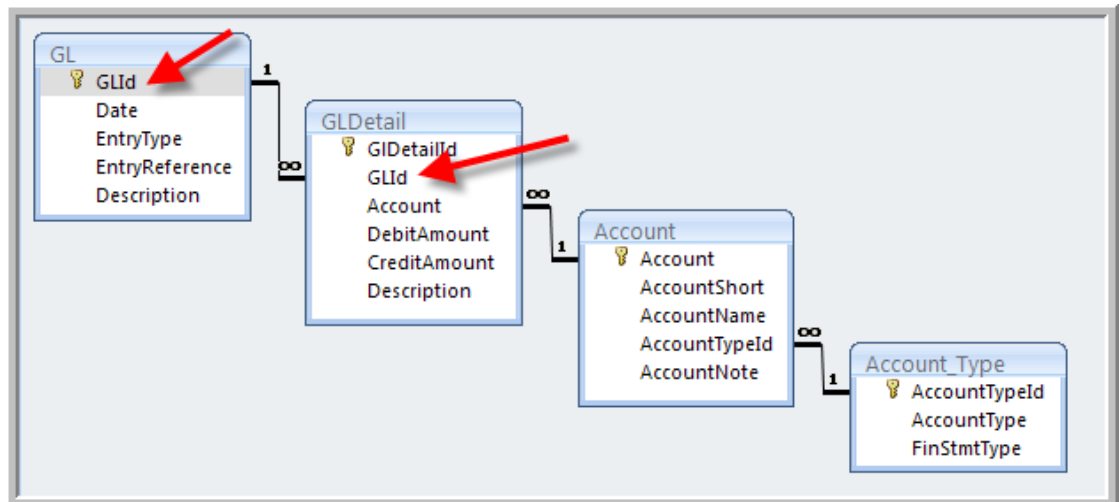 GL
GLId
Date
EntryType
EntryReference
Description
1
∞
GLDetail
GlDetailId
GLId
Account
DebitAmount
CreditAmount
Description
∞
1
Account
Account
AccountShort
AccountName
AccountTypeId
AccountNote
∞
1
Account_Type
AccountTypeId
AccountType
FinStmtType